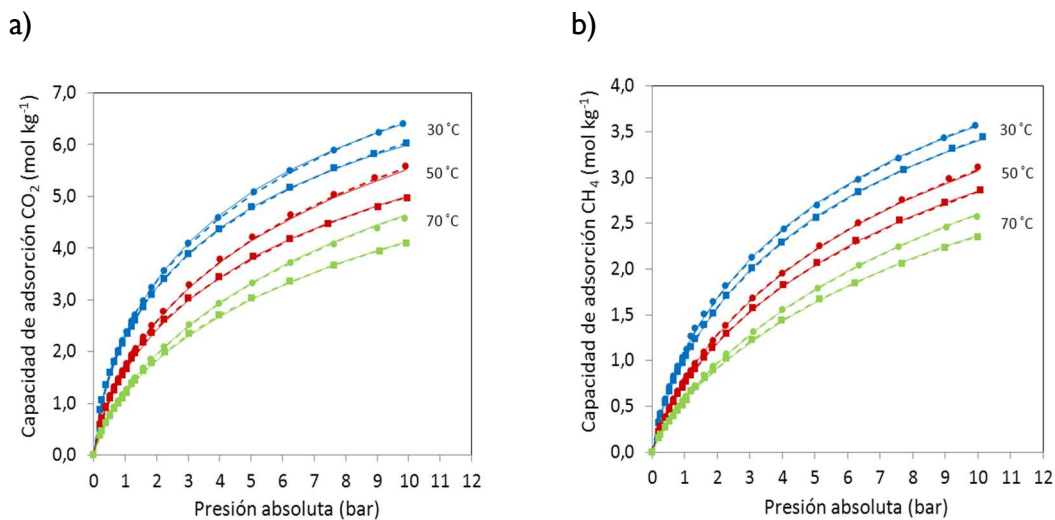 a)
Capacidad de adsorción CO₂ (mol kg⁻¹)
7,0
6,0
5,0
4,0
3,0
2,0
1,0
0,0
30 ˚C
50 ˚C
70 ˚C
0 1 2 3 4 5 6 7 8 9 10 11 12
Presión absoluta (bar)
b)
Capacidad de adsorción CH₄ (mol kg⁻¹)
4,0
3,5
3,0
2,5
2,0
1,5
1,0
0,5
0,0
30 ˚C
50 ˚C
70 ˚C
0 1 2 3 4 5 6 7 8 9 10 11 12
Presión absoluta (bar)